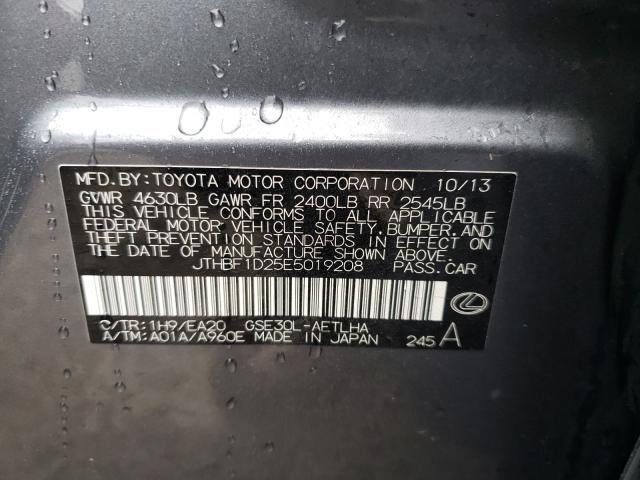 MFD.BY:TOYOTA MOTOR CORPORATION 10/13
GVWR 4630LB GAWR FR 2400LB RR 2545LB
THIS VEHICLE CONFORMS TO ALL APPLICABLE
FEDERAL MOTOR VEHICLE SAFETY,BUMPER,AND
THEFT PREVENTION STANDARDS IN EFFECT ON
THE DATE OF MANUFACTURE SHOWN ABOVE.
JTHBF1D25E5019208 PASS.CAR
C/TR:1H9/EA20 GSE30L-AETLHA
A/TM:A01A/A960E MADE IN JAPAN 245 A